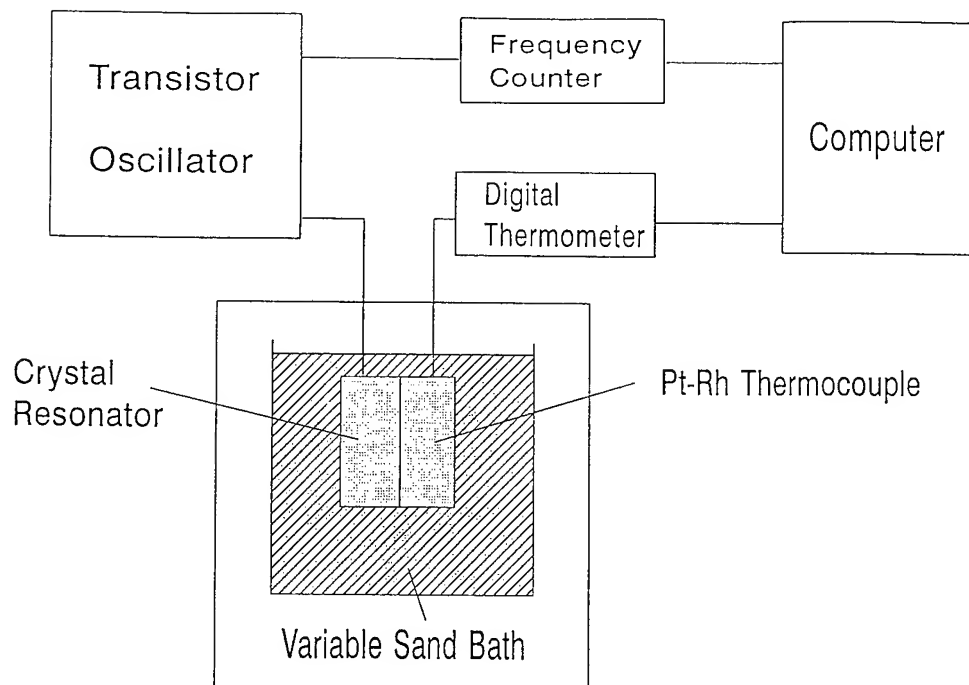 Transistor
Oscillator
Frequency
Counter
Computer
Digital
Thermometer
Crystal
Resonator
Pt-Rh Thermocouple
Variable Sand Bath